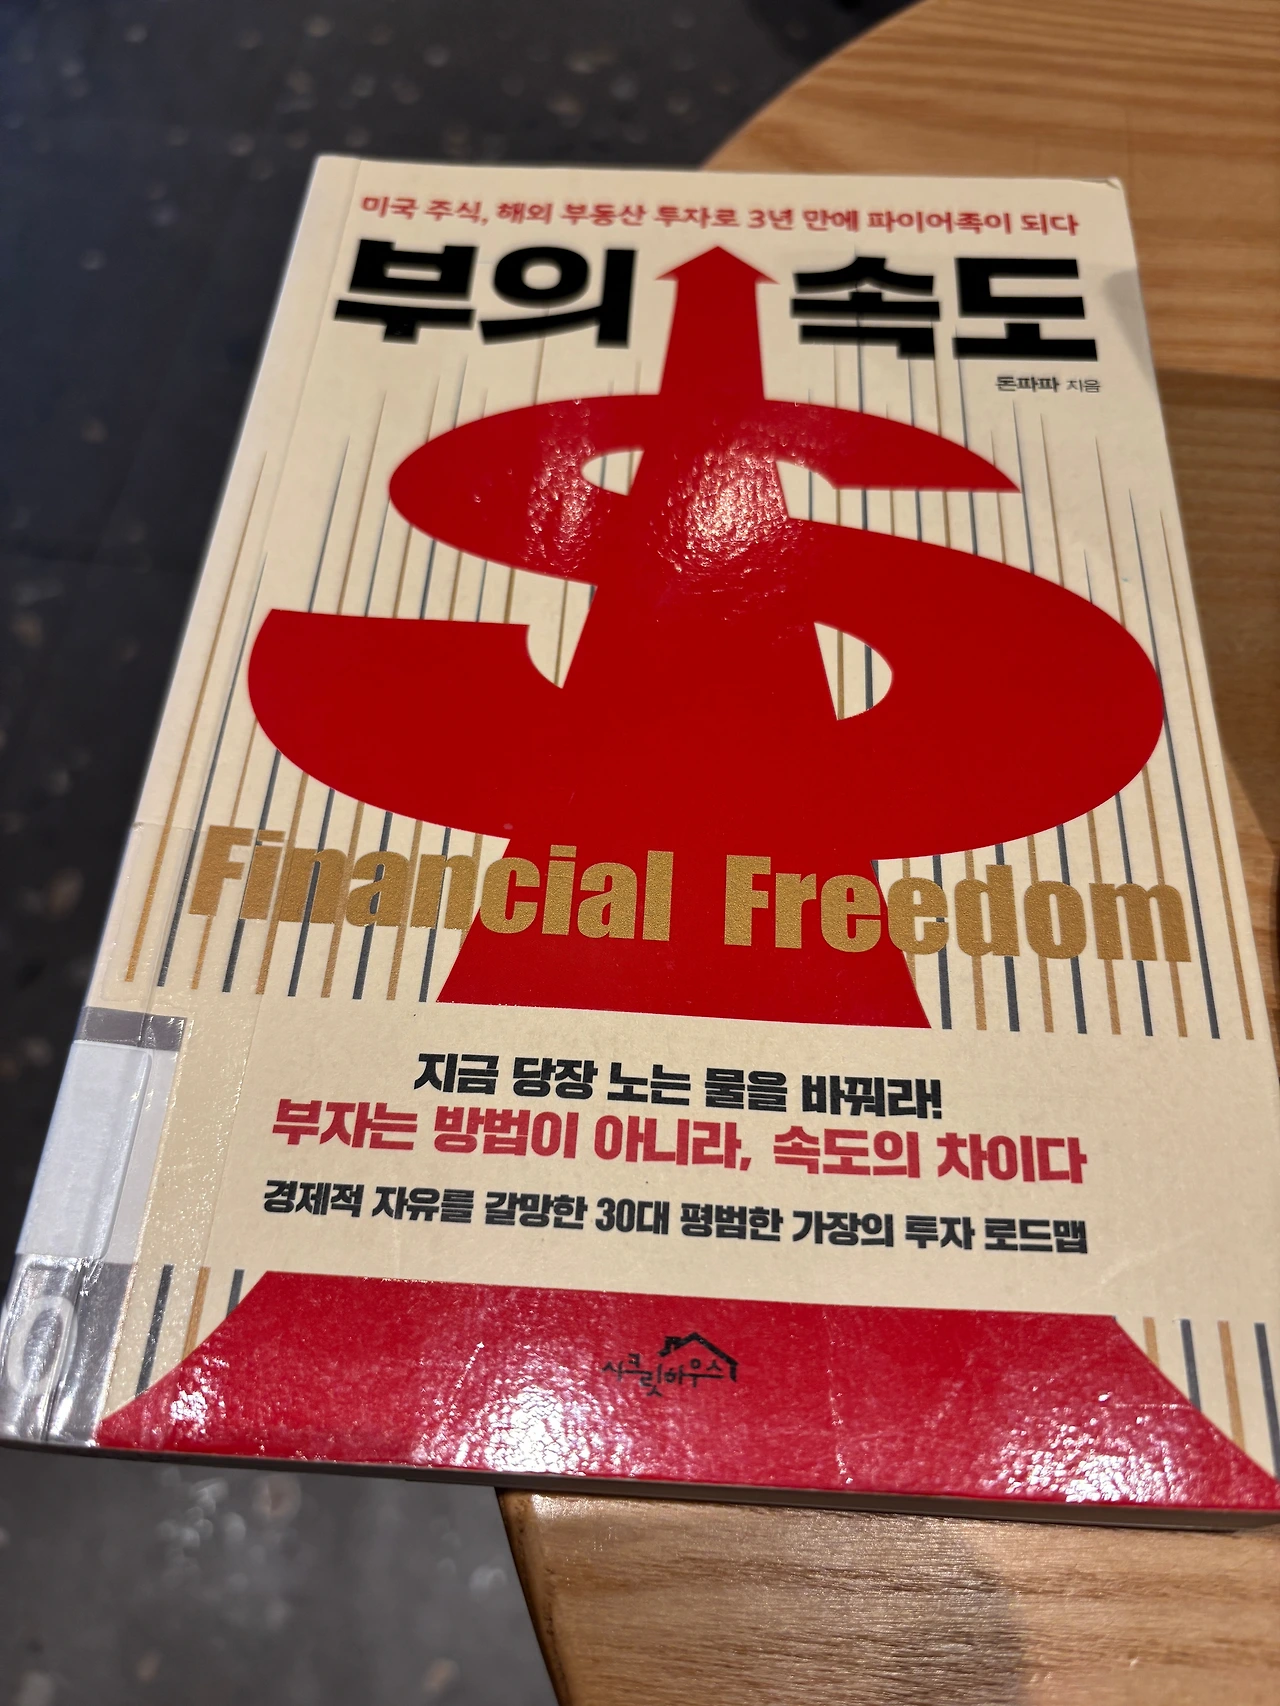 미국 주식, 해외 부동산 투자로 3년 만에 파이어족이 되다
부의 속도
돈파파 지음
Financial Freedom
지금 당장 노는 물을 바꿔라!
부자는 방법이 아니라, 속도의 차이다
경제적 자유를 갈망한 30대 평범한 가장의 투자 로드맵
시크릿하우스